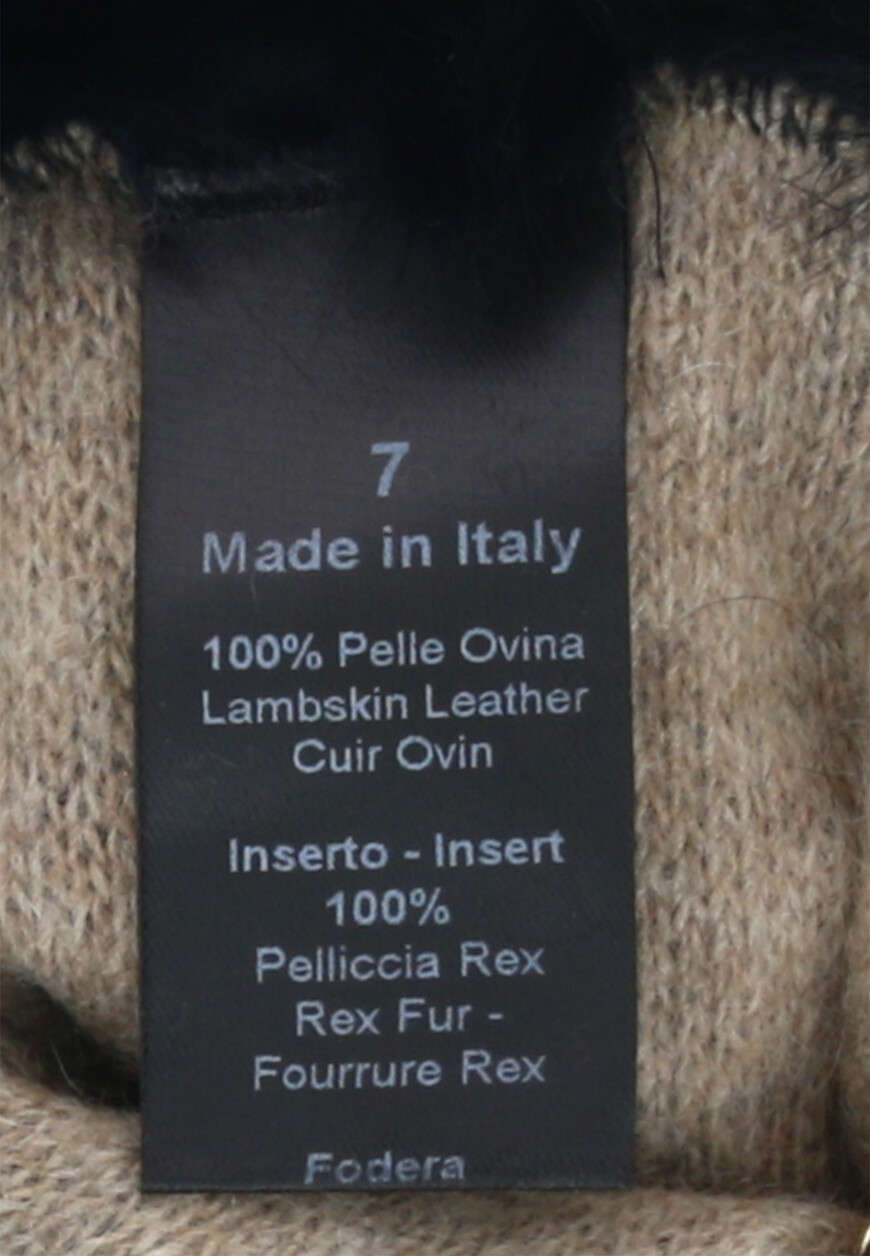 7
Made in Italy
100% Pelle Ovina
Lambskin Leather
Cuir Ovin
Inserto - Insert
100%
Pelliccia Rex
Rex Fur -
Fourrure Rex
Fodera